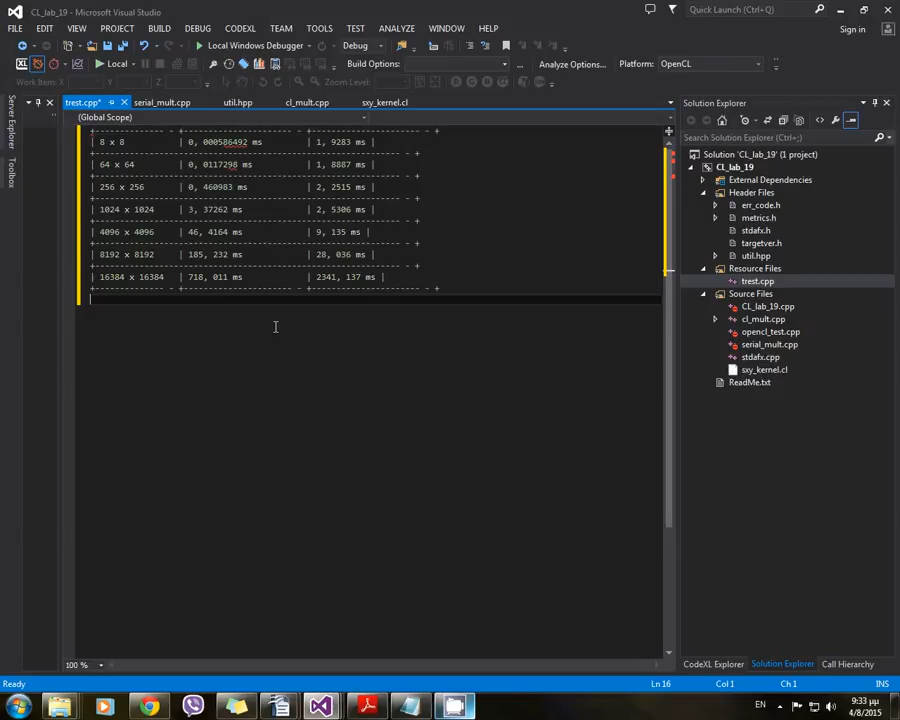 CL_lab_19 - Microsoft Visual Studio
Quick Launch (Ctrl+Q)
FILE EDIT VIEW PROJECT BUILD DEBUG CODEXL TEAM TOOLS TEST ANALYZE WINDOW HELP
Sign in
Local Windows Debugger Debug
XL Local Build Options: Analyze Options... Platform: OpenCL
Work Item: X: Y: Z:
Server Explorer
Toolbox
trest.cpp* serial_mult.cpp util.hpp cl_mult.cpp sxy_kernel.cl
(Global Scope)
+------------- - +-------------------- - +-------------------- - +
| 8 x 8 | 0, 000586492 ms | 1, 9283 ms |
| 64 x 64 | 0, 0117298 ms | 1, 8887 ms |
| 256 x 256 | 0, 460983 ms | 2, 2515 ms |
| 1024 x 1024 | 3, 37262 ms | 2, 5306 ms |
| 4096 x 4096 | 46, 4164 ms | 9, 135 ms |
| 8192 x 8192 | 185, 232 ms | 28, 036 ms |
| 16384 x 16384 | 718, 011 ms | 2341, 137 ms |
+------------- - +-------------------- - +-------------------- - +
100 %
Solution Explorer
Search Solution Explorer (Ctrl+;)
Solution 'CL_lab_19' (1 project)
CL_lab_19
External Dependencies
Header Files
err_code.h
metrics.h
stdafx.h
targetver.h
util.hpp
Resource Files
trest.cpp
Source Files
CL_lab_19.cpp
cl_mult.cpp
opencl_test.cpp
serial_mult.cpp
stdafx.cpp
sxy_kernel.cl
ReadMe.txt
CodeXL Explorer Solution Explorer Call Hierarchy
Ready Ln 16 Col 1 Ch 1 INS
EN 9:33 μμ
4/8/2015